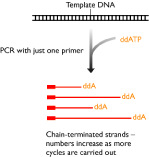 Template DNA
ddATP
PCR with just one primer
ddA
ddA
ddA
ddA
Chain-terminated strands –
numbers increase as more
cycles are carried out